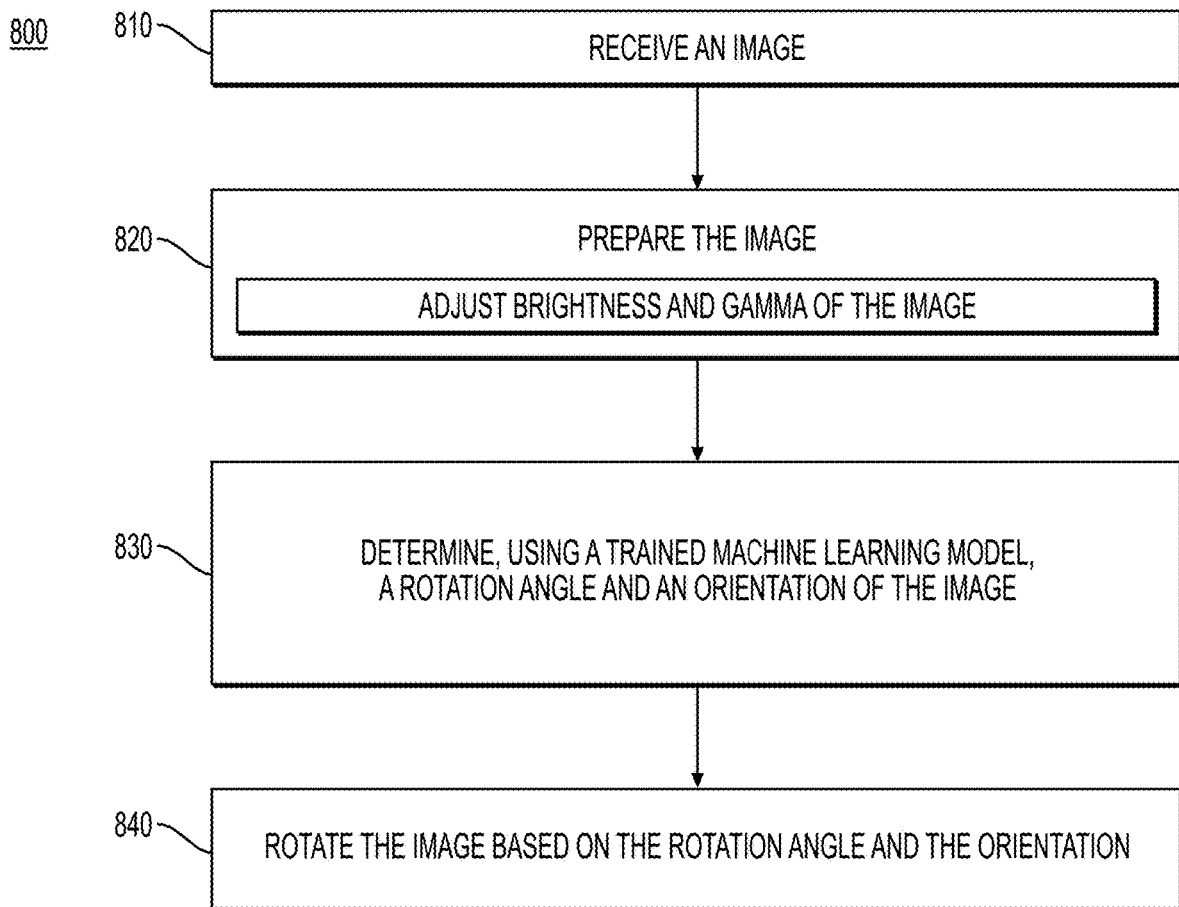 800
810
RECEIVE AN IMAGE
820
PREPARE THE IMAGE
ADJUST BRIGHTNESS AND GAMMA OF THE IMAGE
830
DETERMINE, USING A TRAINED MACHINE LEARNING MODEL,
A ROTATION ANGLE AND AN ORIENTATION OF THE IMAGE
840
ROTATE THE IMAGE BASED ON THE ROTATION ANGLE AND THE ORIENTATION